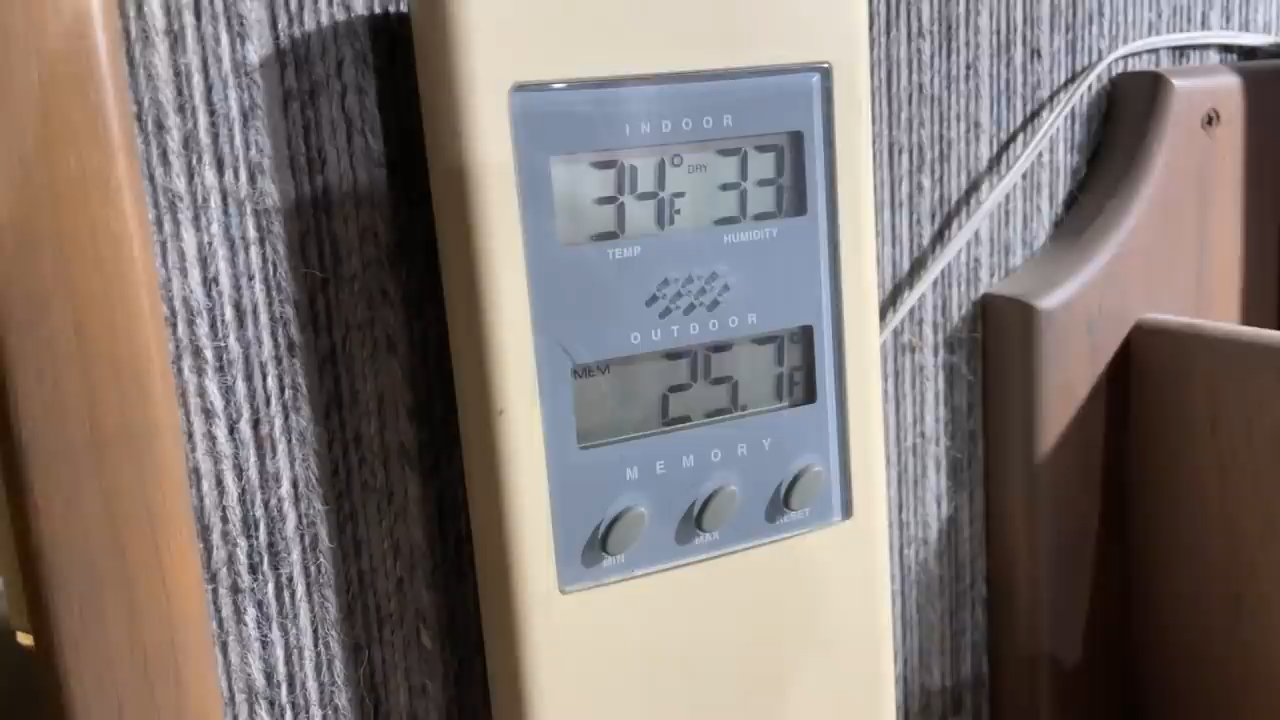 INDOOR
34°F DRY 33
TEMP HUMIDITY
OUTDOOR
MEM 25.7°F
MEMORY
MIN MAX RESET